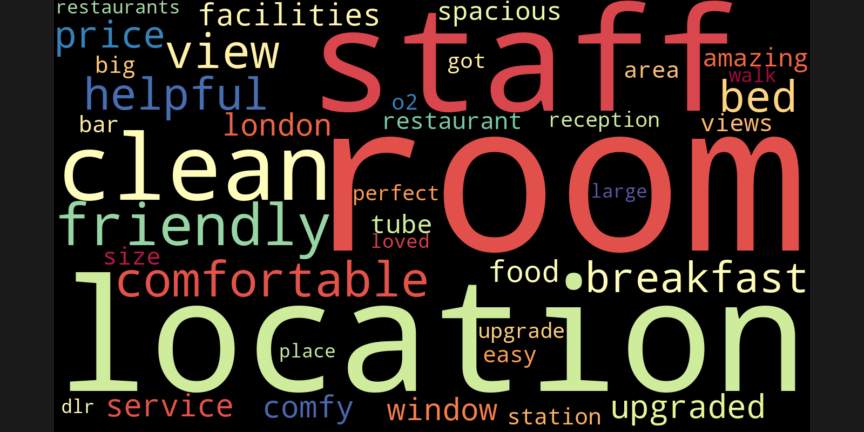 restaurants facilities spacious
price view staff
big got area amazing
walk
helpful o2 bed
bar london restaurant reception views
clean room
perfect large
friendly tube
loved
size
comfortable food breakfast
location
upgrade
place easy
dlr service comfy window station upgraded